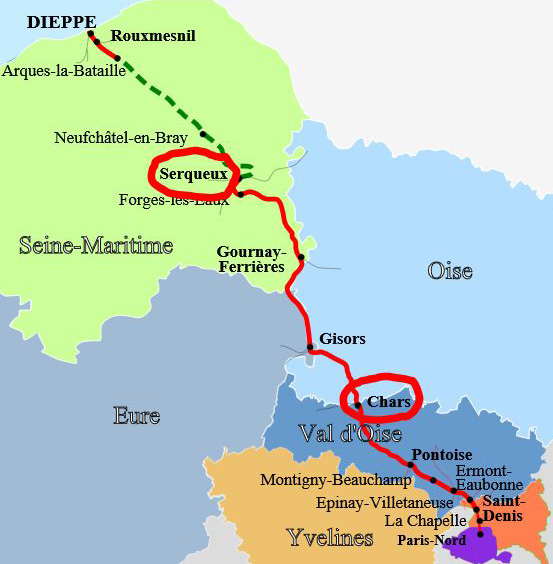 DIEPPE
Rouxmesnil
Arques-la-Bataille
Neufchâtel-en-Bray
Serqueux
Forges-les-Eaux
Seine-Maritime
Gournay-
Ferrières
Oise
Gisors
Chars
Eure
Val d'Oise
Pontoise
Montigny-Beauchamp
Ermont-
Eaubonne
Epinay-Villetaneuse
Saint-
Denis
La Chapelle
Yvelines
Paris-Nord